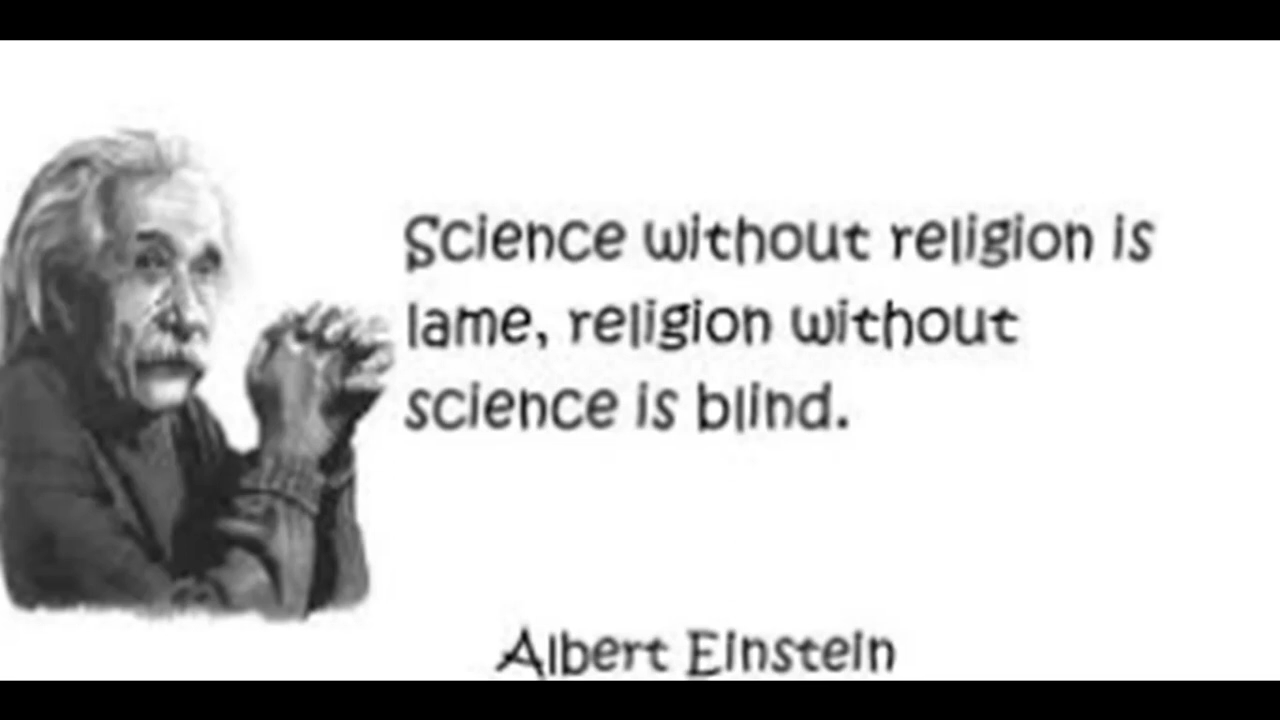 Science without religion is
lame, religion without
science is blind.
Albert Einstein